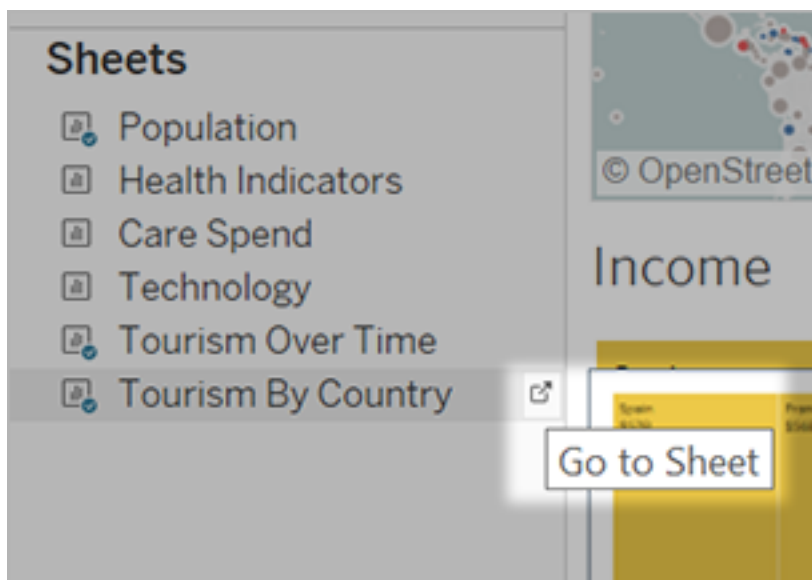 Sheets
Population
Health Indicators
Care Spend
Technology
Tourism Over Time
Tourism By Country
© OpenStreet
Income
Spain
Go to Sheet